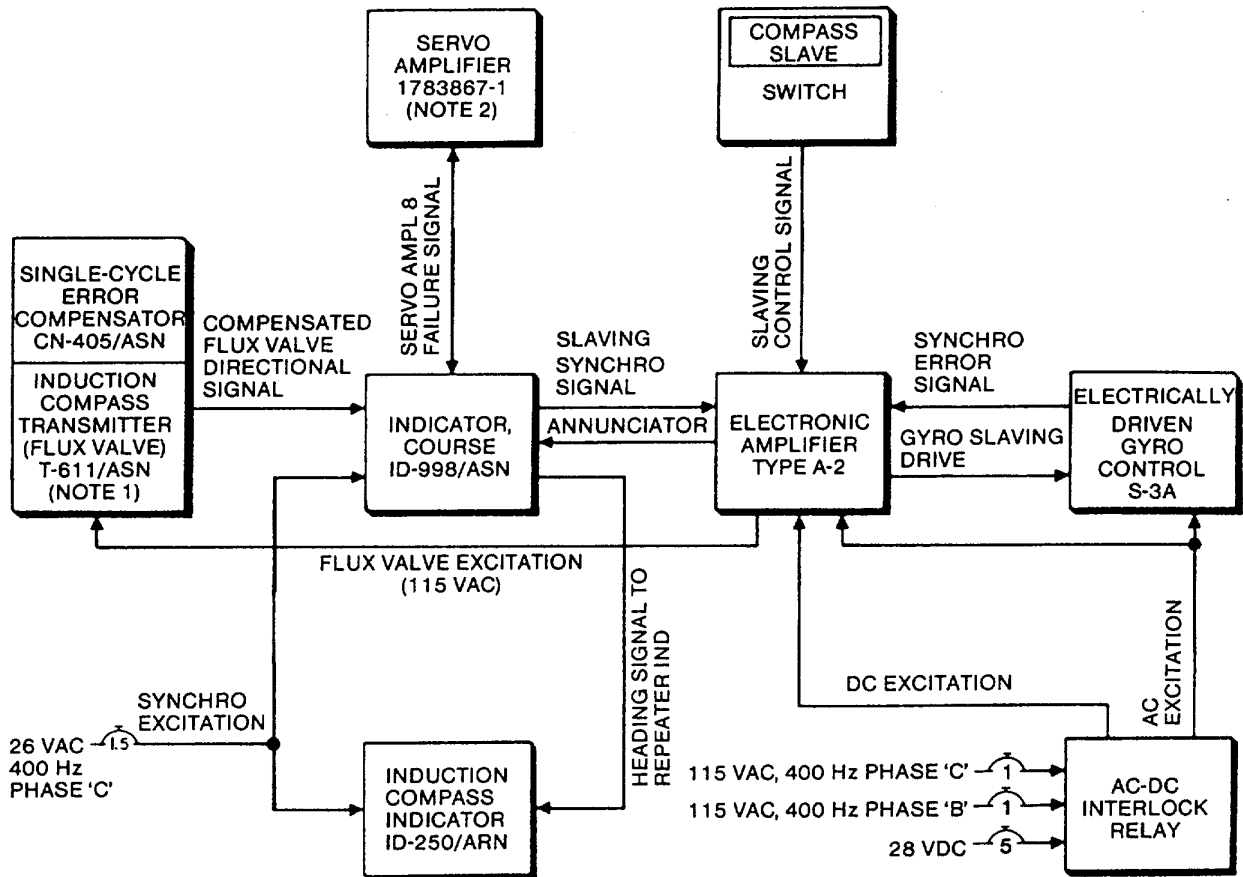 SERVO
AMPLIFIER
1783867-1
(NOTE 2)
COMPASS
SLAVE
SWITCH
SERVO AMPL 8
FAILURE SIGNAL
SLAVING
CONTROL SIGNAL
SINGLE-CYCLE
ERROR
COMPENSATOR
CN-405/ASN
INDUCTION
COMPASS
TRANSMITTER
(FLUX VALVE)
T-611/ASN
(NOTE 1)
COMPENSATED
FLUX VALVE
DIRECTIONAL
SIGNAL
INDICATOR,
COURSE
ID-998/ASN
SLAVING
SYNCHRO
SIGNAL
ANNUNCIATOR
ELECTRONIC
AMPLIFIER
TYPE A-2
SYNCHRO
ERROR
SIGNAL
GYRO SLAVING
DRIVE
ELECTRICALLY
DRIVEN
GYRO
CONTROL
S-3A
FLUX VALVE EXCITATION
(115 VAC)
HEADING SIGNAL TO
REPEATER IND
DC EXCITATION
AC
EXCITATION
SYNCHRO
EXCITATION
26 VAC 1.5
400 Hz
PHASE 'C'
INDUCTION
COMPASS
INDICATOR
ID-250/ARN
115 VAC, 400 Hz PHASE 'C' 1
115 VAC, 400 Hz PHASE 'B' 1
28 VDC 5
AC-DC
INTERLOCK
RELAY